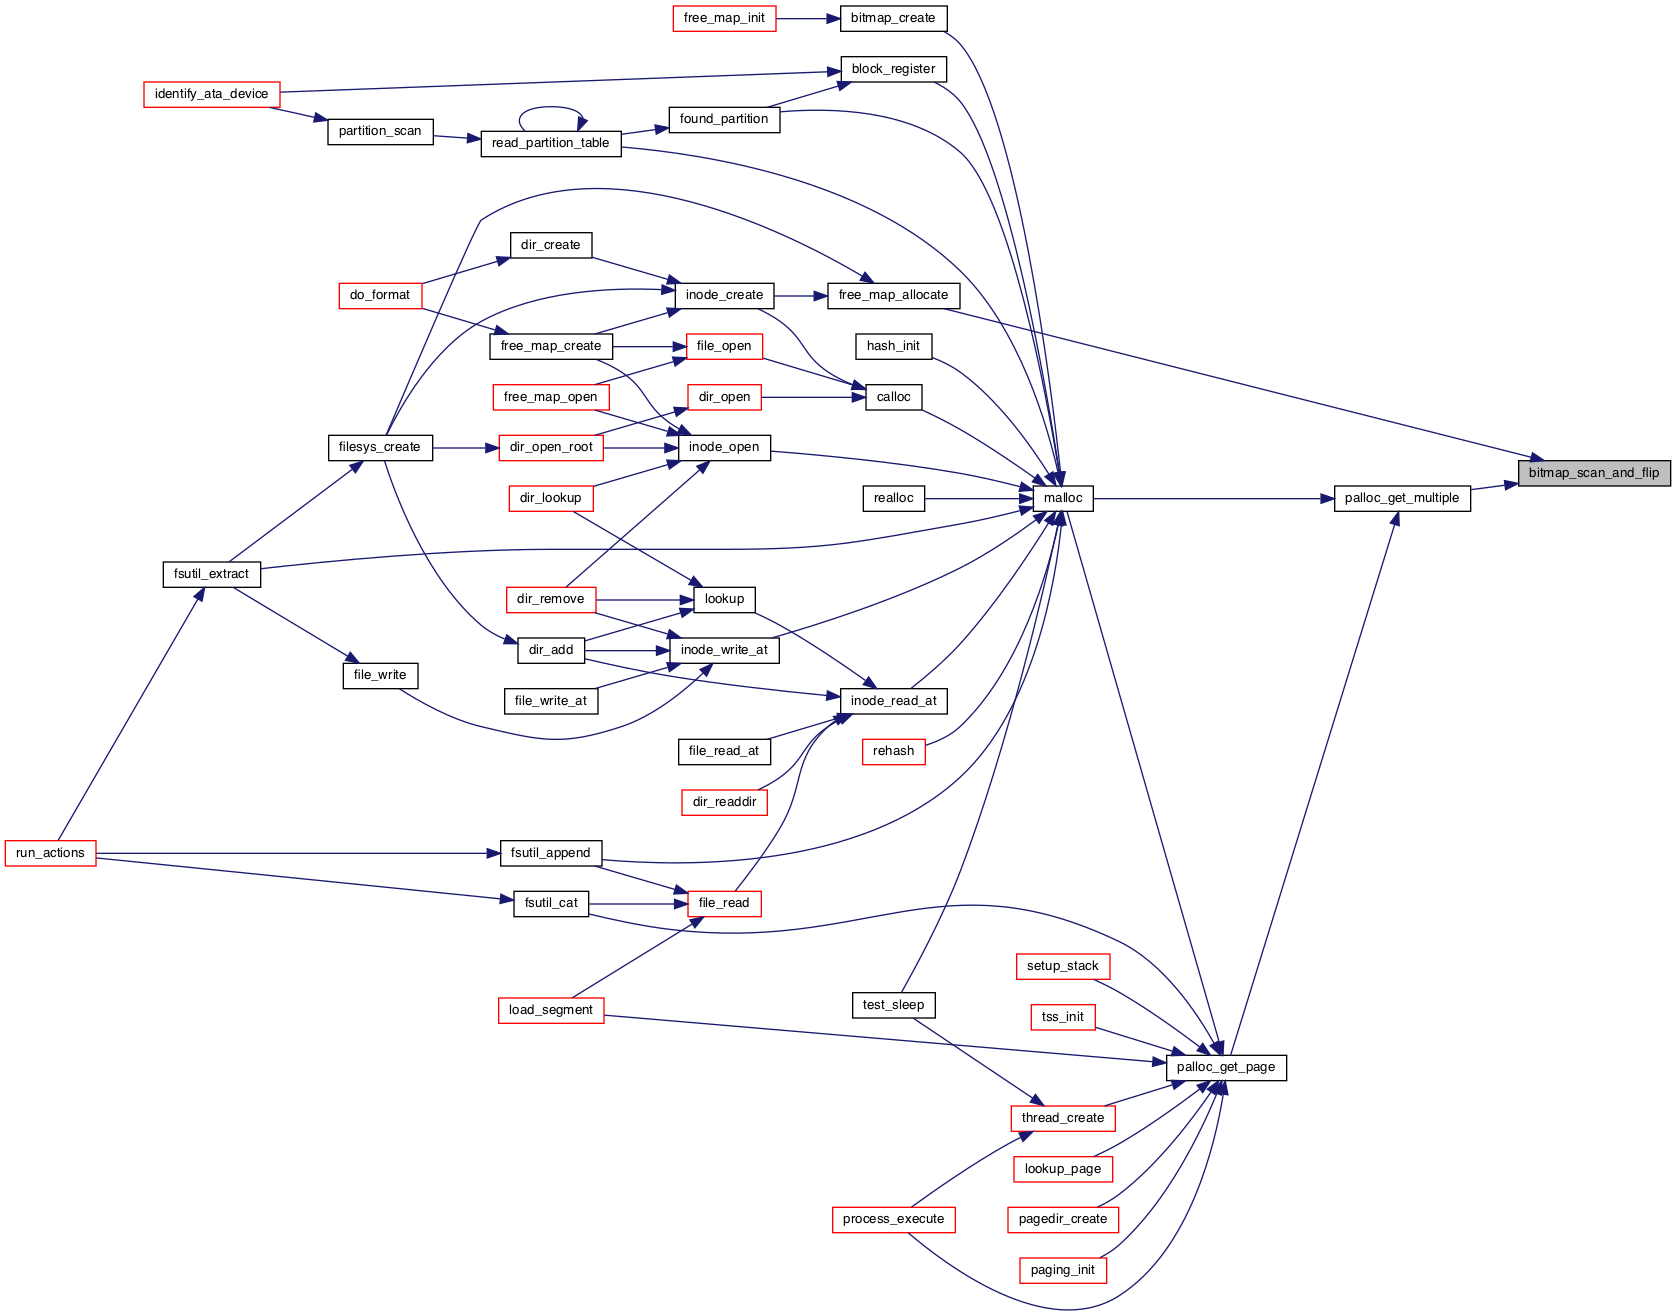 free_map_init
bitmap_create
block_register
identify_ata_device
found_partition
partition_scan
read_partition_table
dir_create
do_format
inode_create
free_map_allocate
free_map_create
file_open
hash_init
free_map_open
dir_open
calloc
filesys_create
dir_open_root
inode_open
bitmap_scan_and_flip
dir_lookup
realloc
malloc
palloc_get_multiple
fsutil_extract
dir_remove
lookup
dir_add
inode_write_at
file_write
file_write_at
inode_read_at
file_read_at
rehash
dir_readdir
run_actions
fsutil_append
fsutil_cat
file_read
setup_stack
load_segment
test_sleep
tss_init
palloc_get_page
thread_create
lookup_page
process_execute
pagedir_create
paging_init